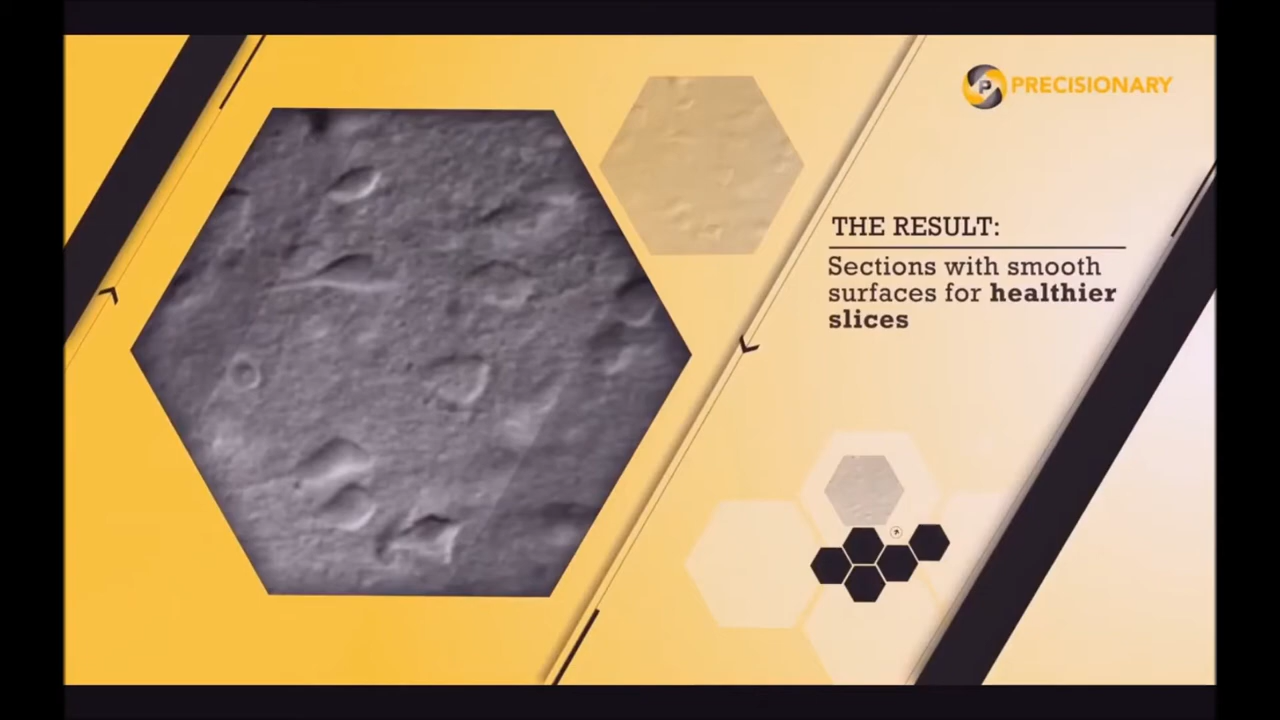 PRECISIONARY
THE RESULT:
Sections with smooth
surfaces for healthier
slices